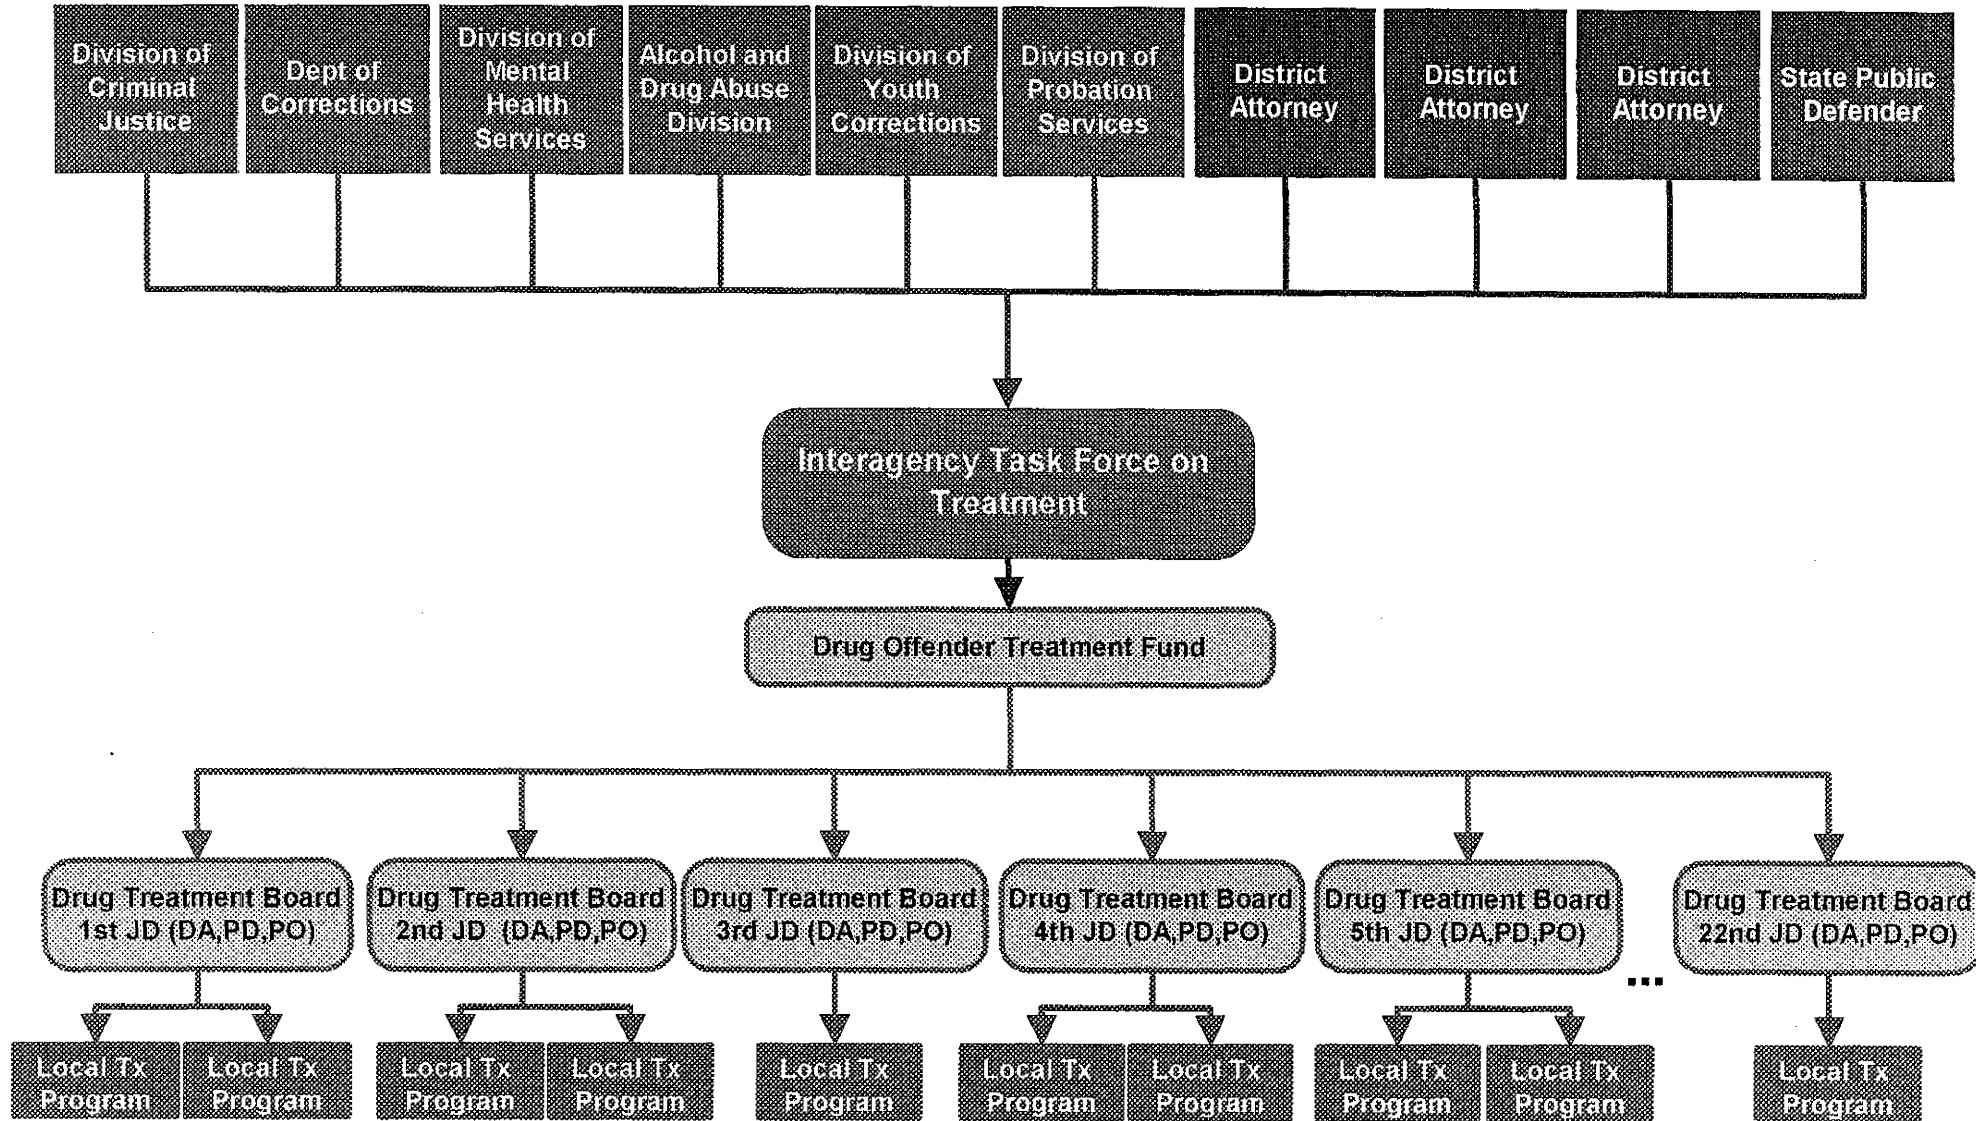 Division of
Criminal
Justice
Dept of
Corrections
Division of
Mental
Health
Services
Alcohol and
Drug Abuse
Division
Division of
Youth
Corrections
Division of
Probation
Services
District
Attorney
District
Attorney
District
Attorney
State Public
Defender
Interagency Task Force on
Treatment
Drug Offender Treatment Fund
Drug Treatment Board
1st JD (DA,PD,PO)
Drug Treatment Board
2nd JD (DA,PD,PO)
Drug Treatment Board
3rd JD (DA,PD,PO)
Drug Treatment Board
4th JD (DA,PD,PO)
Drug Treatment Board
5th JD (DA,PD,PO)
...
Drug Treatment Board
22nd JD (DA,PD,PO)
Local Tx
Program
Local Tx
Program
Local Tx
Program
Local Tx
Program
Local Tx
Program
Local Tx
Program
Local Tx
Program
Local Tx
Program
Local Tx
Program
Local Tx
Program